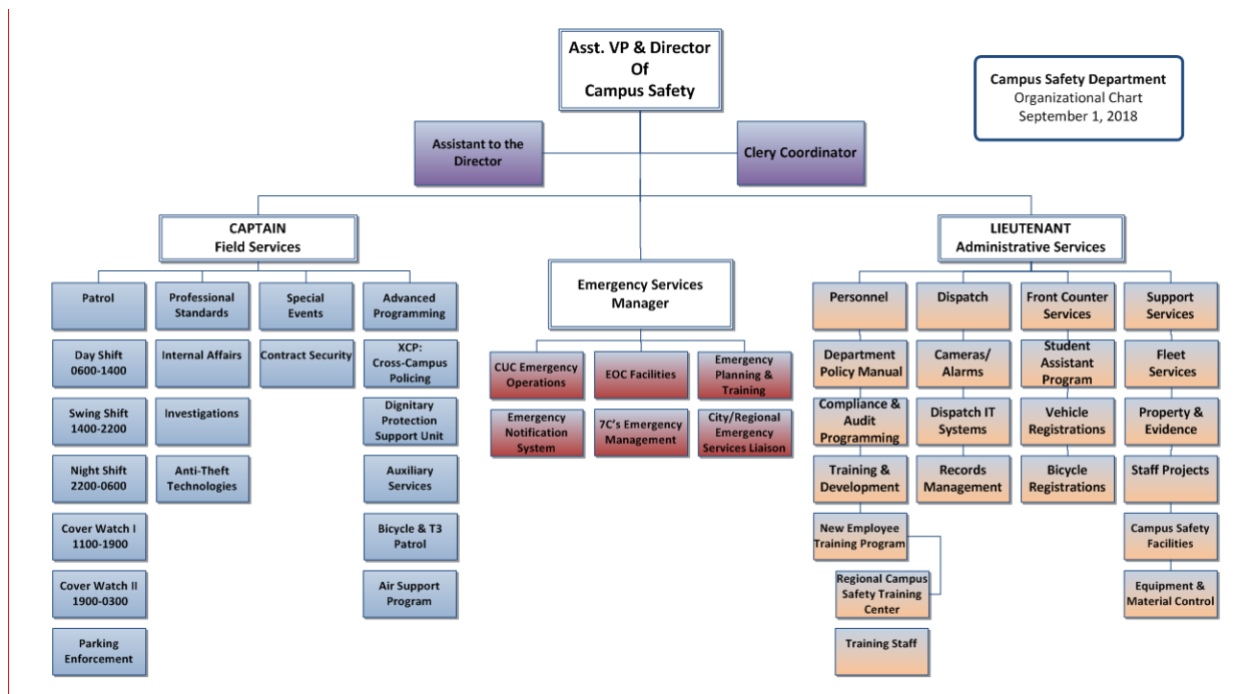 Asst. VP & Director
Of
Campus Safety
Campus Safety Department
Organizational Chart
September 1, 2018
Assistant to the
Director
Clery Coordinator
CAPTAIN
Field Services
Emergency Services
Manager
LIEUTENANT
Administrative Services
Patrol
Day Shift
0600-1400
Swing Shift
1400-2200
Night Shift
2200-0600
Cover Watch I
1100-1900
Cover Watch II
1900-0300
Parking
Enforcement
Professional
Standards
Internal Affairs
Investigations
Anti-Theft
Technologies
Special
Events
Contract Security
Advanced
Programming
XCP:
Cross-Campus
Policing
Dignitary
Protection
Support Unit
Auxiliary
Services
Bicycle & T3
Patrol
Air Support
Program
CUC Emergency
Operations
EOC Facilities
Emergency
Planning &
Training
Emergency
Notification
System
7C's Emergency
Management
City/Regional
Emergency
Services Liaison
Personnel
Department
Policy Manual
Compliance &
Audit
Programming
Training &
Development
New Employee
Training Program
Regional Campus
Safety Training
Center
Training Staff
Dispatch
Cameras/
Alarms
Dispatch IT
Systems
Records
Management
Front Counter
Services
Student
Assistant
Program
Vehicle
Registrations
Bicycle
Registrations
Support
Services
Fleet
Services
Property &
Evidence
Staff Projects
Campus Safety
Facilities
Equipment &
Material Control